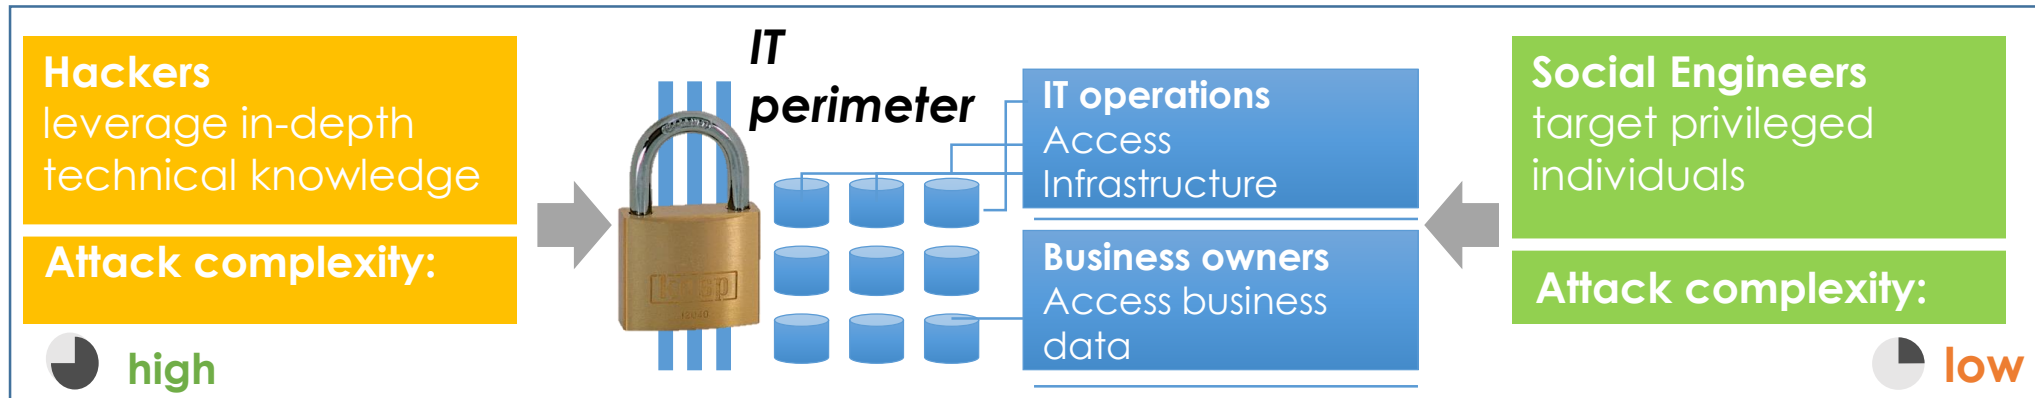 Hackers
leverage in-depth
technical knowledge
Attack complexity:
high
IT
perimeter
IT operations
Access
Infrastructure
Business owners
Access business
data
Social Engineers
target privileged
individuals
Attack complexity:
low